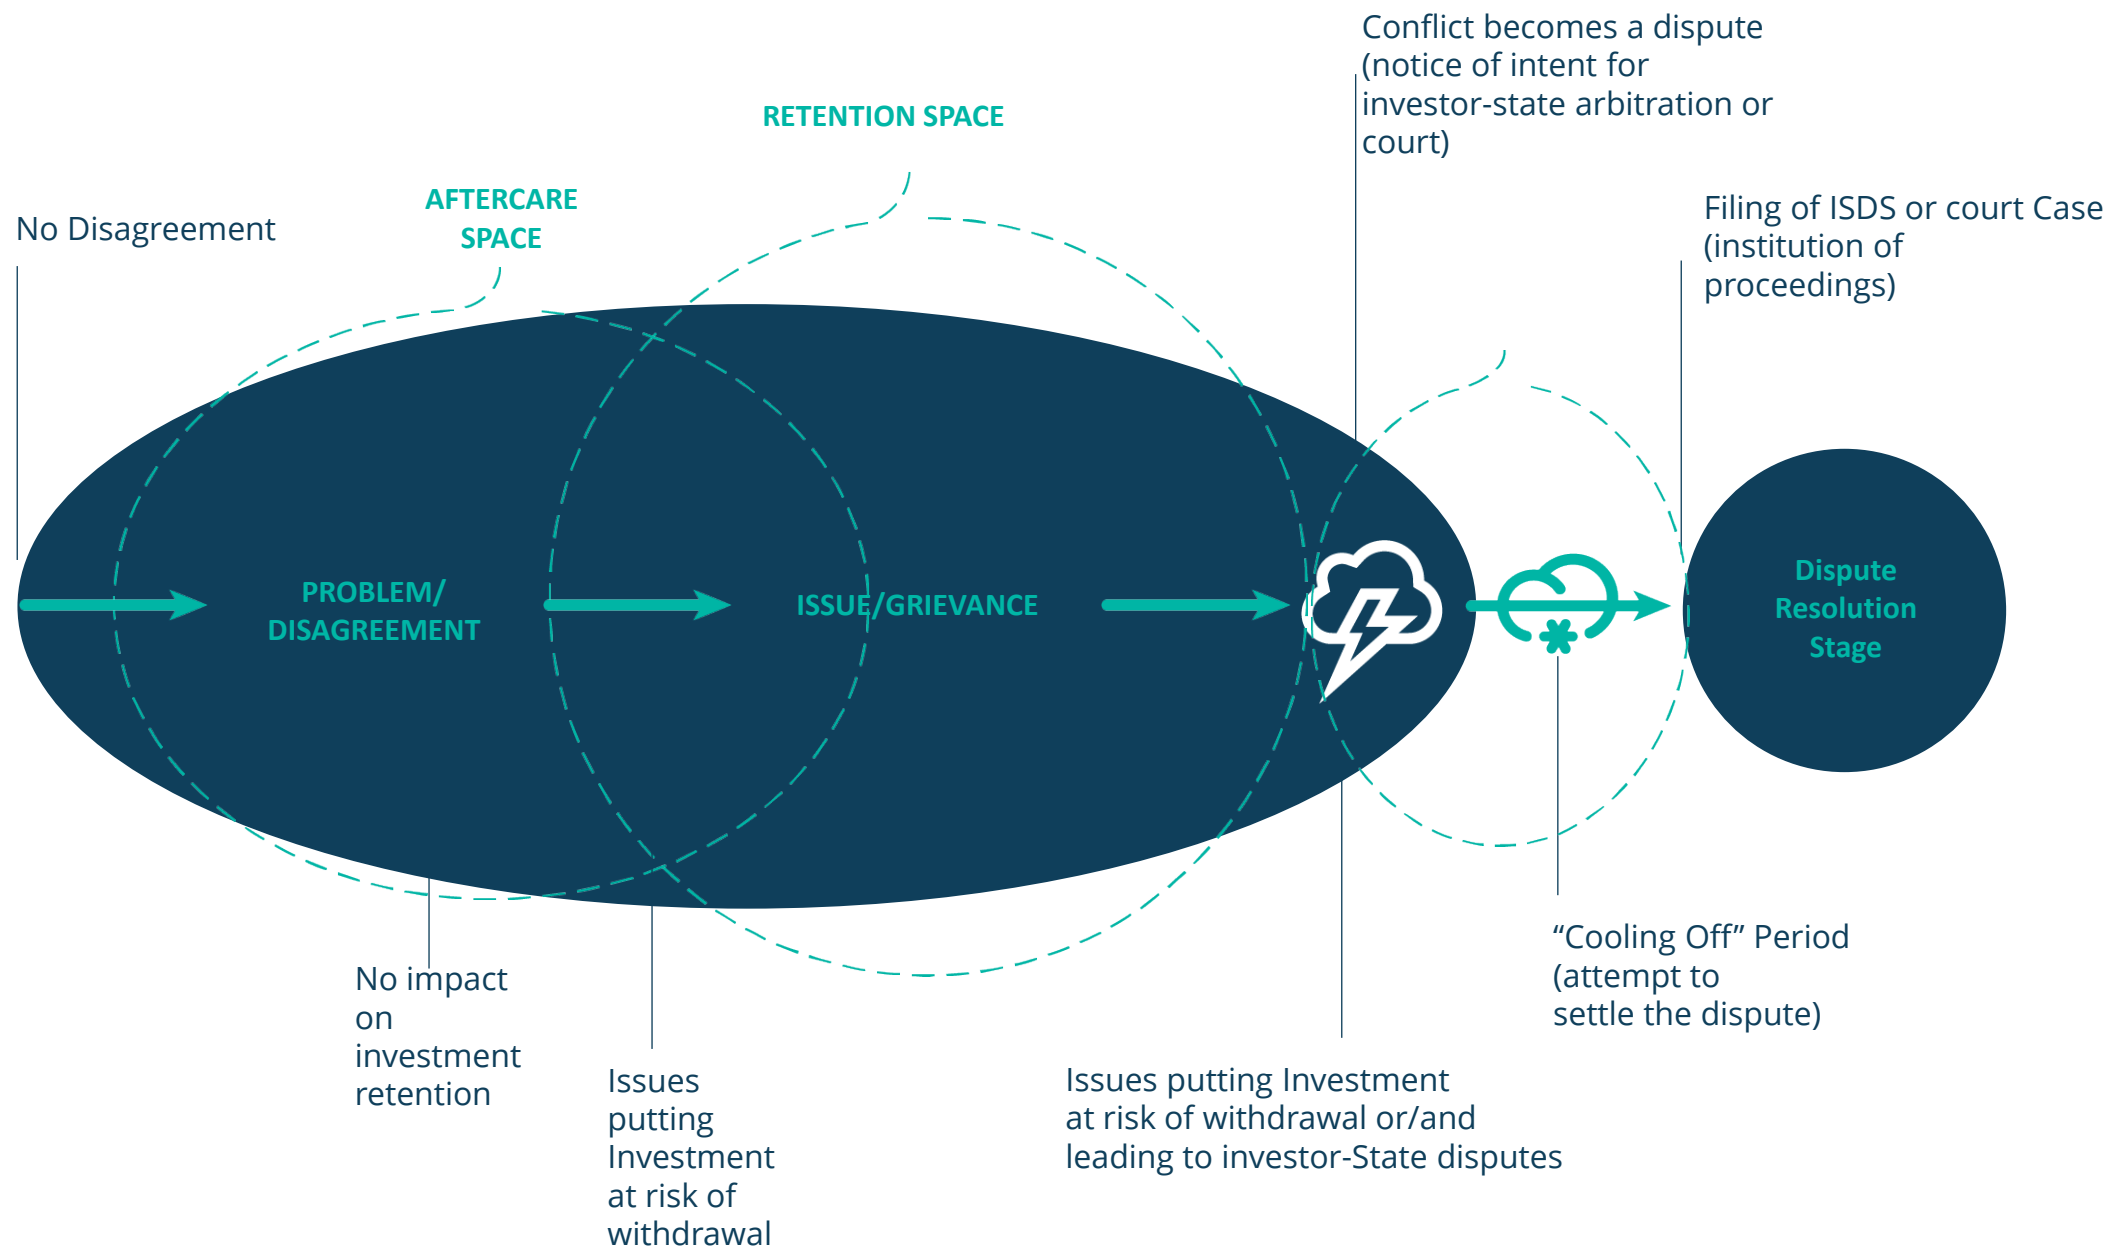 Conflict becomes a dispute
(notice of intent for
investor-state arbitration or
court)
RETENTION SPACE
AFTERCARE
SPACE
No Disagreement
Filing of ISDS or court Case
(institution of
proceedings)
PROBLEM/
DISAGREEMENT
ISSUE/GRIEVANCE
Dispute
Resolution
Stage
"Cooling Off” Period
(attempt to
settle the dispute)
No impact
on
investment
retention
Issues
putting
Investment
at risk of
withdrawal
Issues putting Investment
at risk of withdrawal or/and
leading to investor-State disputes